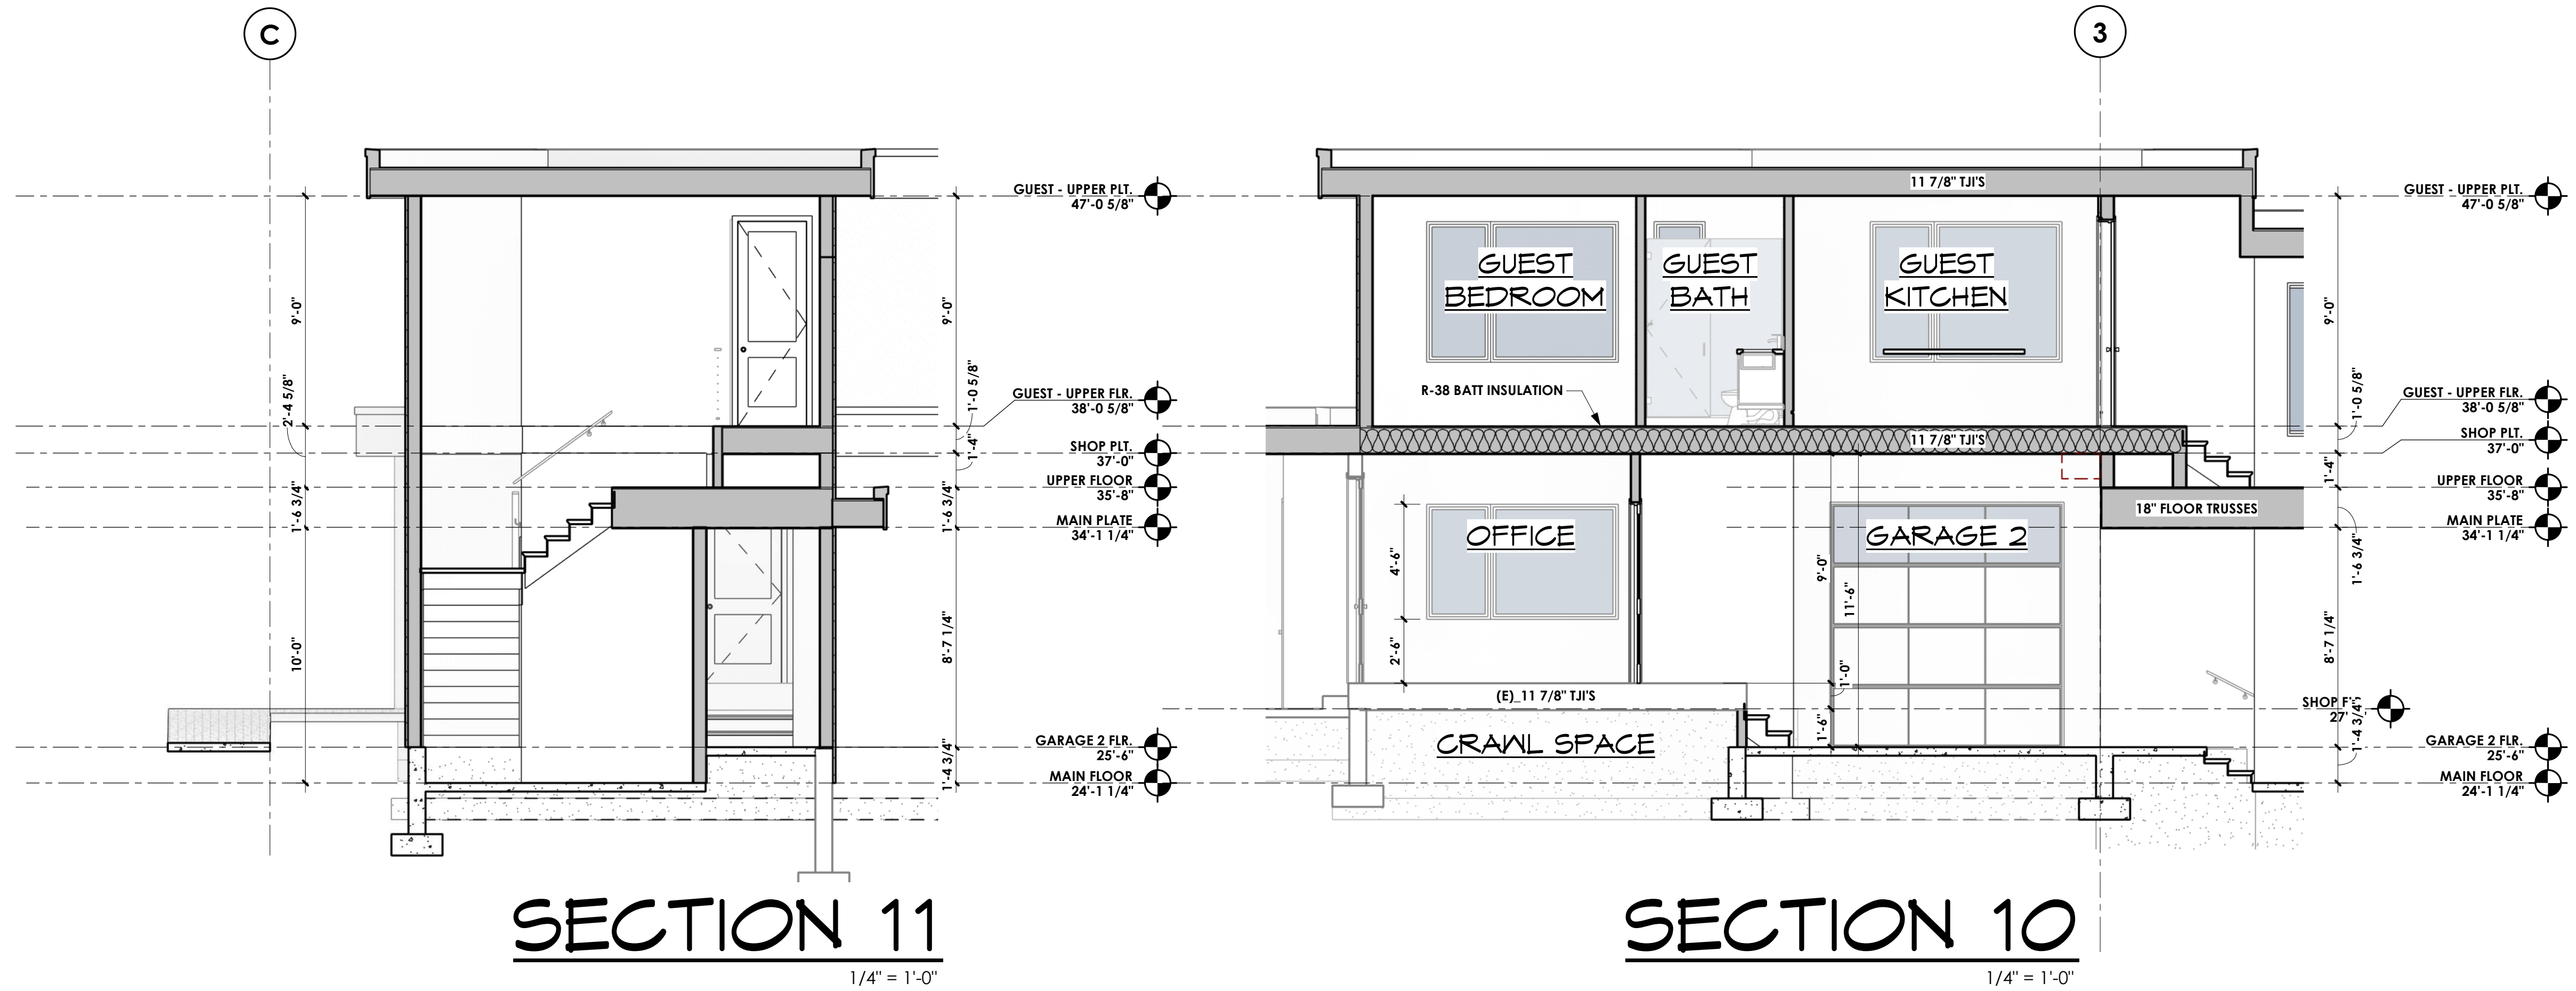 C
3
GUEST - UPPER PLT.
47'-0 5/8"
9'-0"
9'-0"
2'-4 5/8"
1'-0 5/8"
GUEST - UPPER FLR.
38'-0 5/8"
1'-4"
SHOP PLT.
37'-0"
UPPER FLOOR
35'-8"
1'-6 3/4"
1'-6 3/4"
MAIN PLATE
34'-1 1/4"
10'-0"
8'-7 1/4"
GARAGE 2 FLR.
25'-6"
1'-4 3/4"
MAIN FLOOR
24'-1 1/4"
SECTION 11
1/4" = 1'-0"
11 7/8" TJI'S
GUEST
BEDROOM
GUEST
BATH
GUEST
KITCHEN
R-38 BATT INSULATION
11 7/8" TJI'S
OFFICE
GARAGE 2
18" FLOOR TRUSSES
4'-6"
2'-6"
9'-0"
11'-6"
1'-0"
1'-6"
(E)_11 7/8" TJI'S
CRAWL SPACE
GUEST - UPPER PLT.
47'-0 5/8"
9'-0"
1'-0 5/8"
GUEST - UPPER FLR.
38'-0 5/8"
SHOP PLT.
37'-0"
1'-4"
UPPER FLOOR
35'-8"
MAIN PLATE
34'-1 1/4"
1'-6 3/4"
8'-7 1/4"
SHOP
27'
1'-4 3/4"
GARAGE 2 FLR.
25'-6"
MAIN FLOOR
24'-1 1/4"
SECTION 10
1/4" = 1'-0"